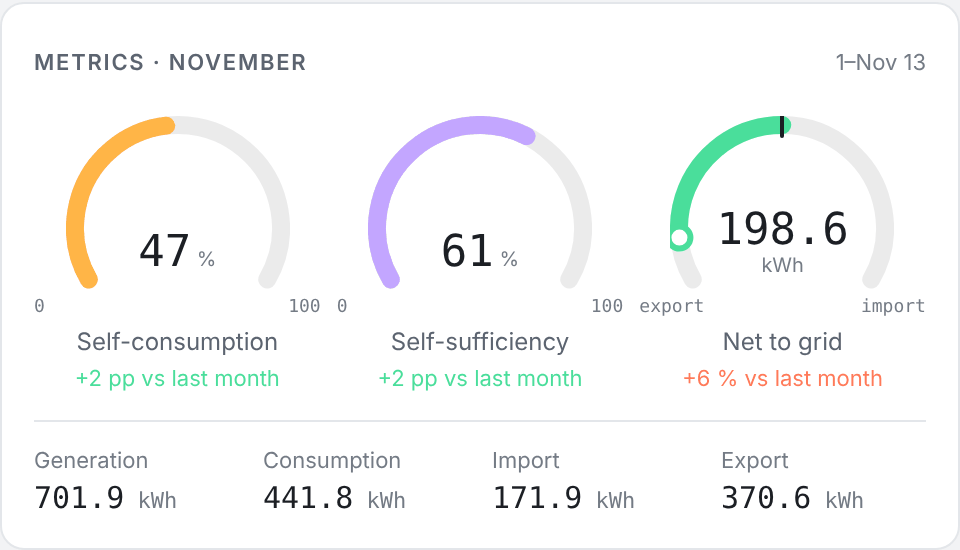 METRICS · NOVEMBER
1–Nov 13
47 %
0
100
Self-consumption
+2 pp vs last month
61 %
0
100
Self-sufficiency
+2 pp vs last month
198.6
kWh
export
import
Net to grid
+6 % vs last month
Generation
701.9 kWh
Consumption
441.8 kWh
Import
171.9 kWh
Export
370.6 kWh